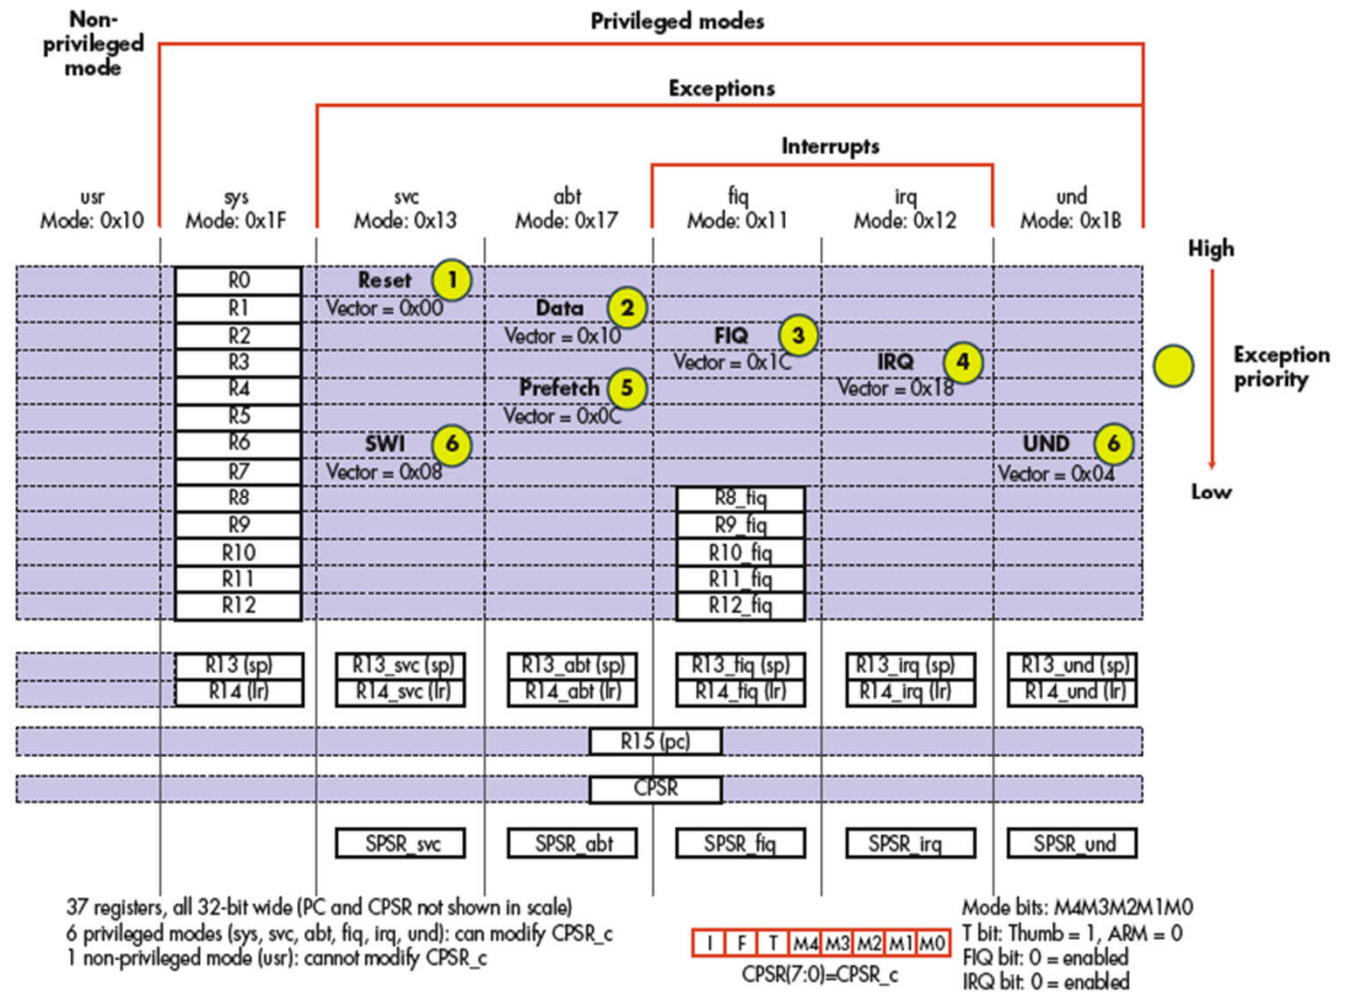 Non-
privileged
mode
Privileged modes
Exceptions
Interrupts
usr
Mode: 0x10
sys
Mode: 0x1F
svc
Mode: 0x13
abt
Mode: 0x17
fiq
Mode: 0x11
irq
Mode: 0x12
und
Mode: 0x1B
High
R0
Reset 1
R1
Vector = 0x00
Data 2
R2
Vector = 0x10
FIQ 3
R3
Vector = 0x1C
IRQ 4
Exception
priority
R4
Prefetch 5
Vector = 0x18
R5
Vector = 0x0C
R6
SWI 6
UND 6
R7
Vector = 0x08
Vector = 0x04
Low
R8
R8_fiq
R9
R9_fiq
R10
R10_fiq
R11
R11_fiq
R12
R12_fiq
R13 (sp)
R13_svc (sp)
R13_abt (sp)
R13_fiq (sp)
R13_irq (sp)
R13_und (sp)
R14 (lr)
R14_svc (lr)
R14_abt (lr)
R14_fiq (lr)
R14_irq (lr)
R14_und (lr)
R15 (pc)
CPSR
SPSR_svc
SPSR_abt
SPSR_fiq
SPSR_irq
SPSR_und
37 registers, all 32-bit wide (PC and CPSR not shown in scale)
6 privileged modes (sys, svc, abt, fiq, irq, und): can modify CPSR_c
1 non-privileged mode (usr): cannot modify CPSR_c
I F T M4 M3 M2 M1 M0
CPSR(7:0)=CPSR_c
Mode bits: M4M3M2M1M0
T bit: Thumb = 1, ARM = 0
FIQ bit: 0 = enabled
IRQ bit: 0 = enabled